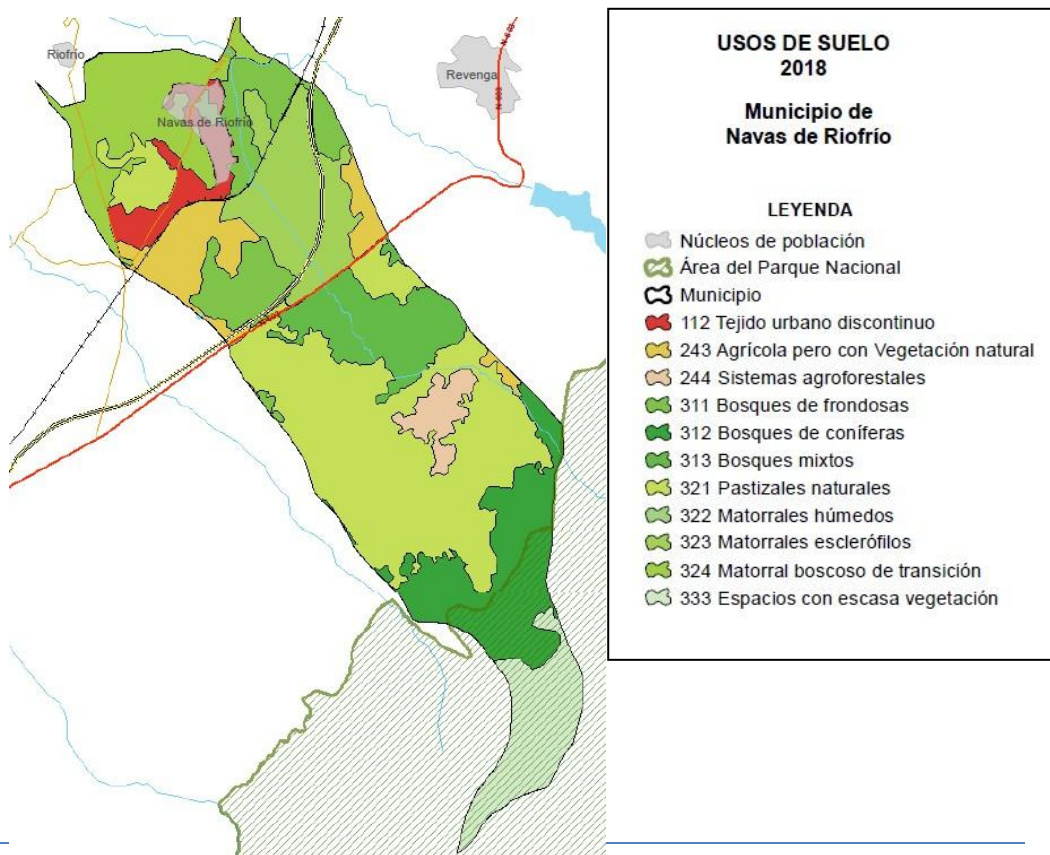 USOS DE SUELO
2018
Municipio de
Navas de Riofrío
LEYENDA
Núcleos de población
Área del Parque Nacional
Municipio
112 Tejido urbano discontinuo
243 Agrícola pero con Vegetación natural
244 Sistemas agroforestales
311 Bosques de frondosas
312 Bosques de coníferas
313 Bosques mixtos
321 Pastizales naturales
322 Matorrales húmedos
323 Matorrales esclerófilos
324 Matorral boscoso de transición
333 Espacios con escasa vegetación
Riofrío
Revenga
Navas de Riofrío
N 603